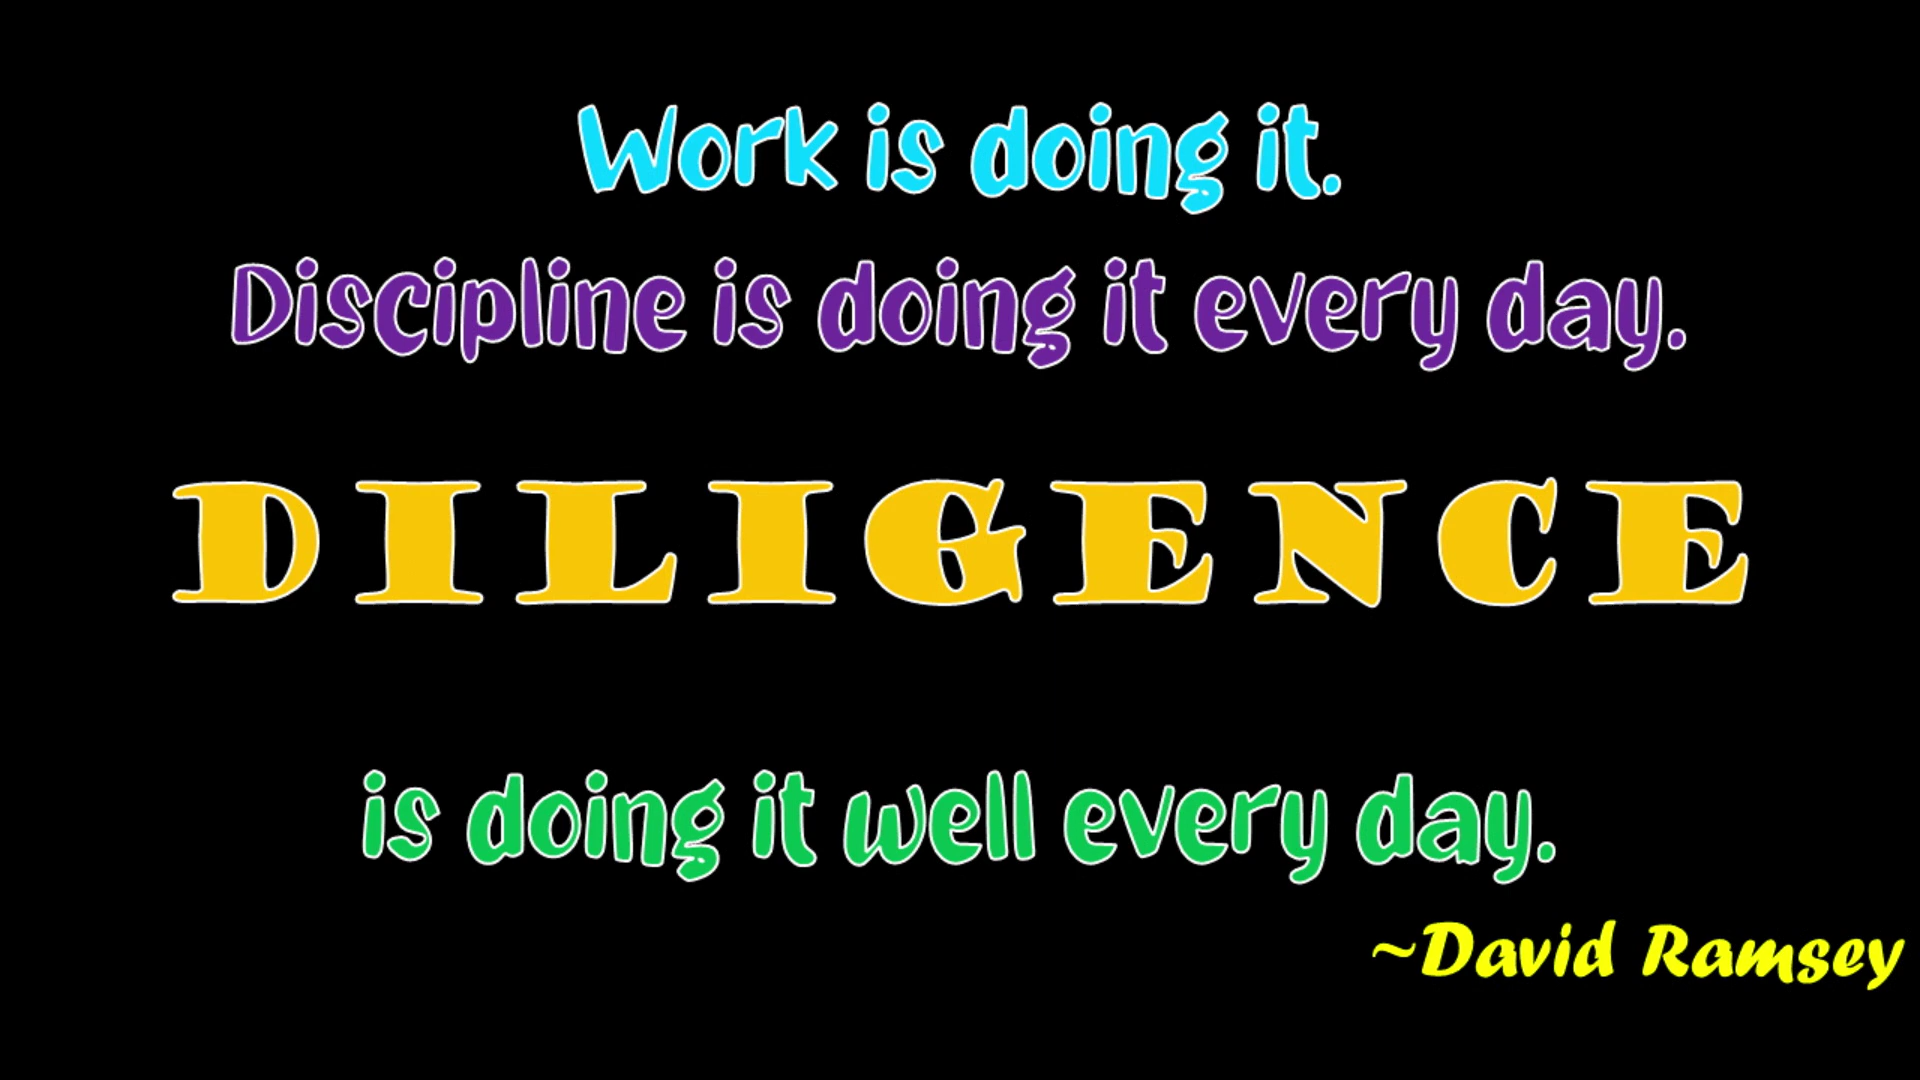 Work is doing it.
Discipline is doing it every day.
DILIGENCE
is doing it well every day.
~David Ramsey